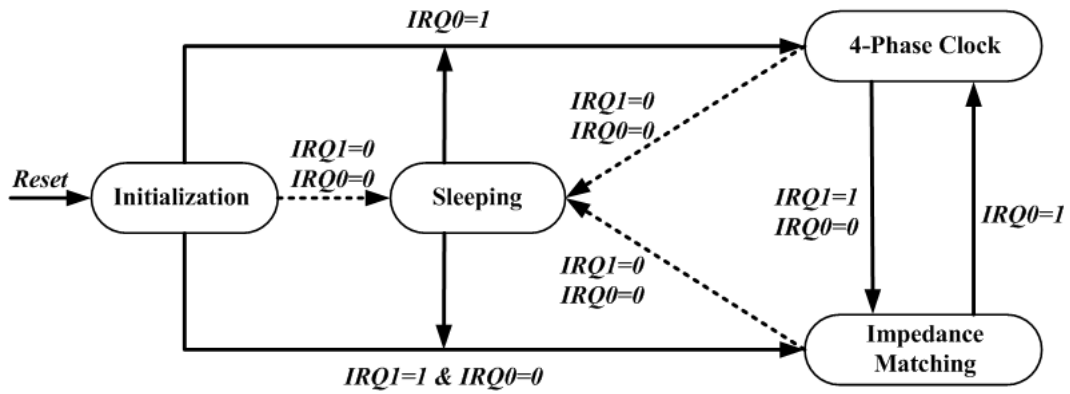 IRQ0=1
4-Phase Clock
IRQ1=0
IRQ0=0
IRQ1=0
IRQ0=0
Reset
Initialization
Sleeping
IRQ1=1
IRQ0=0
IRQ0=1
IRQ1=0
IRQ0=0
Impedance
Matching
IRQ1=1 & IRQ0=0